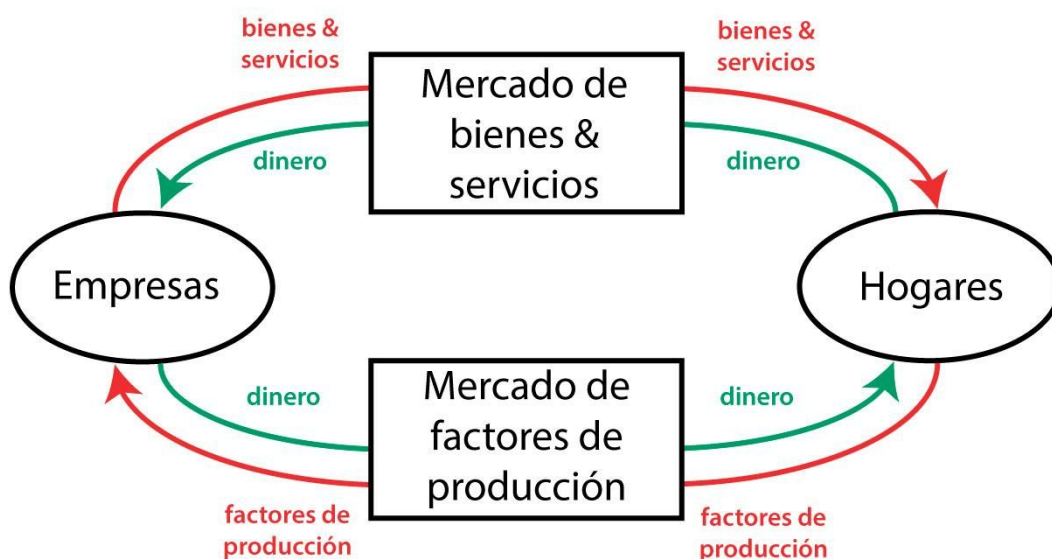 bienes &
servicios
bienes &
servicios
Mercado de
bienes &
servicios
dinero
dinero
Empresas
Hogares
dinero
dinero
Mercado de
factores de
producción
factores de
producción
factores de
producción